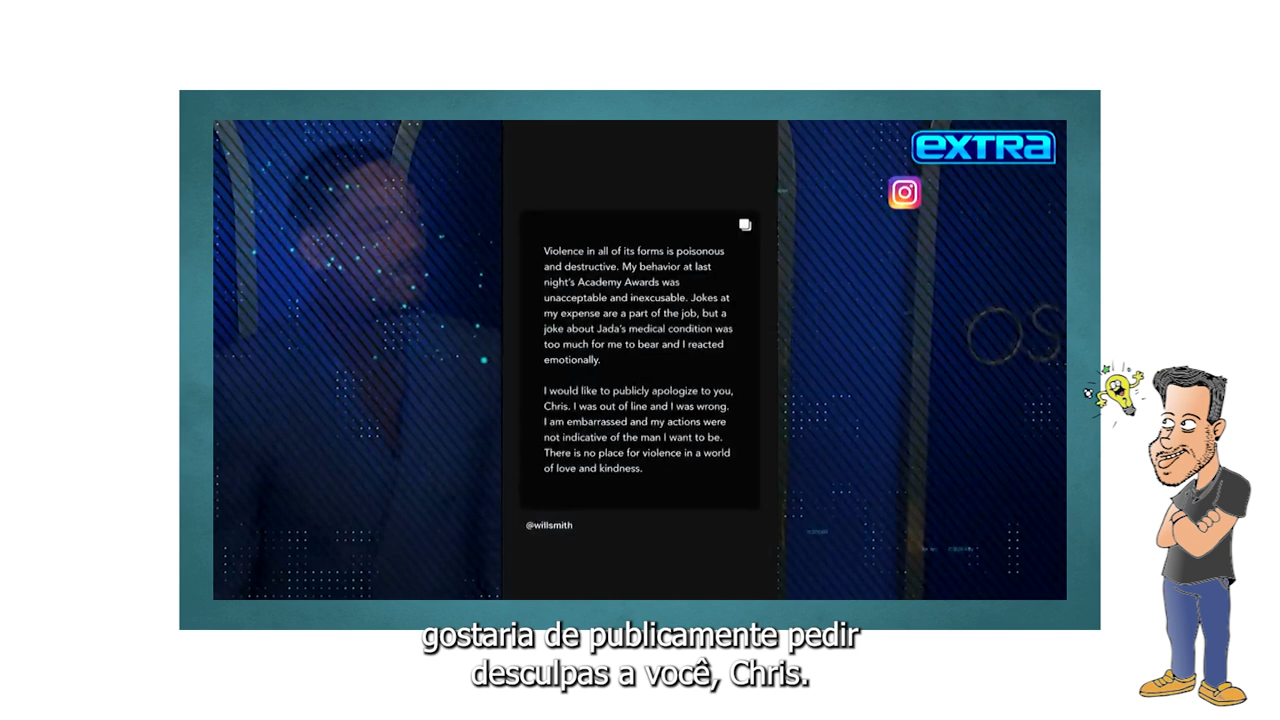 extra
Violence in all of its forms is poisonous
and destructive. My behavior at last
night's Academy Awards was
unacceptable and inexcusable. Jokes at
my expense are a part of the job, but a
joke about Jada's medical condition was
too much for me to bear and I reacted
emotionally.
I would like to publicly apologize to you,
Chris. I was out of line and I was wrong.
I am embarrassed and my actions were
not indicative of the man I want to be.
There is no place for violence in a world
of love and kindness.
@willsmith
OS
gostaria de publicamente pedir
desculpas a você, Chris.